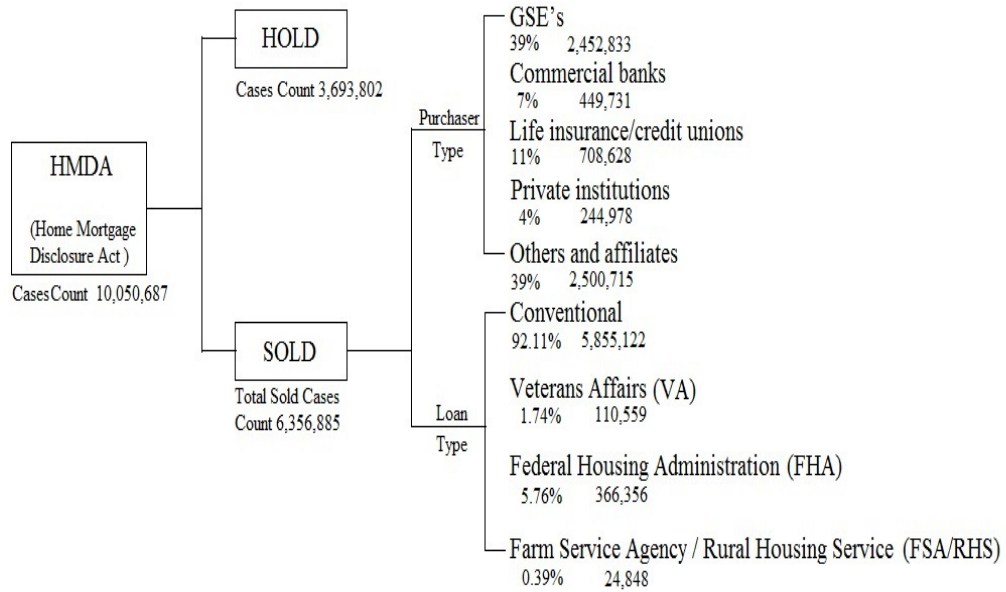 HMDA
(Home Mortgage
Disclosure Act )
Cases Count 10,050,687
HOLD
Cases Count 3,693,802
SOLD
Total Sold Cases
Count 6,356,885
Purchaser
Type
GSE's
39% 2,452,833
Commercial banks
7% 449,731
Life insurance/credit unions
11% 708,628
Private institutions
4% 244,978
Others and affiliates
39% 2,500,715
Loan
Type
Conventional
92.11% 5,855,122
Veterans Affairs (VA)
1.74% 110,559
Federal Housing Administration (FHA)
5.76% 366,356
Farm Service Agency / Rural Housing Service (FSA/RHS)
0.39% 24,848